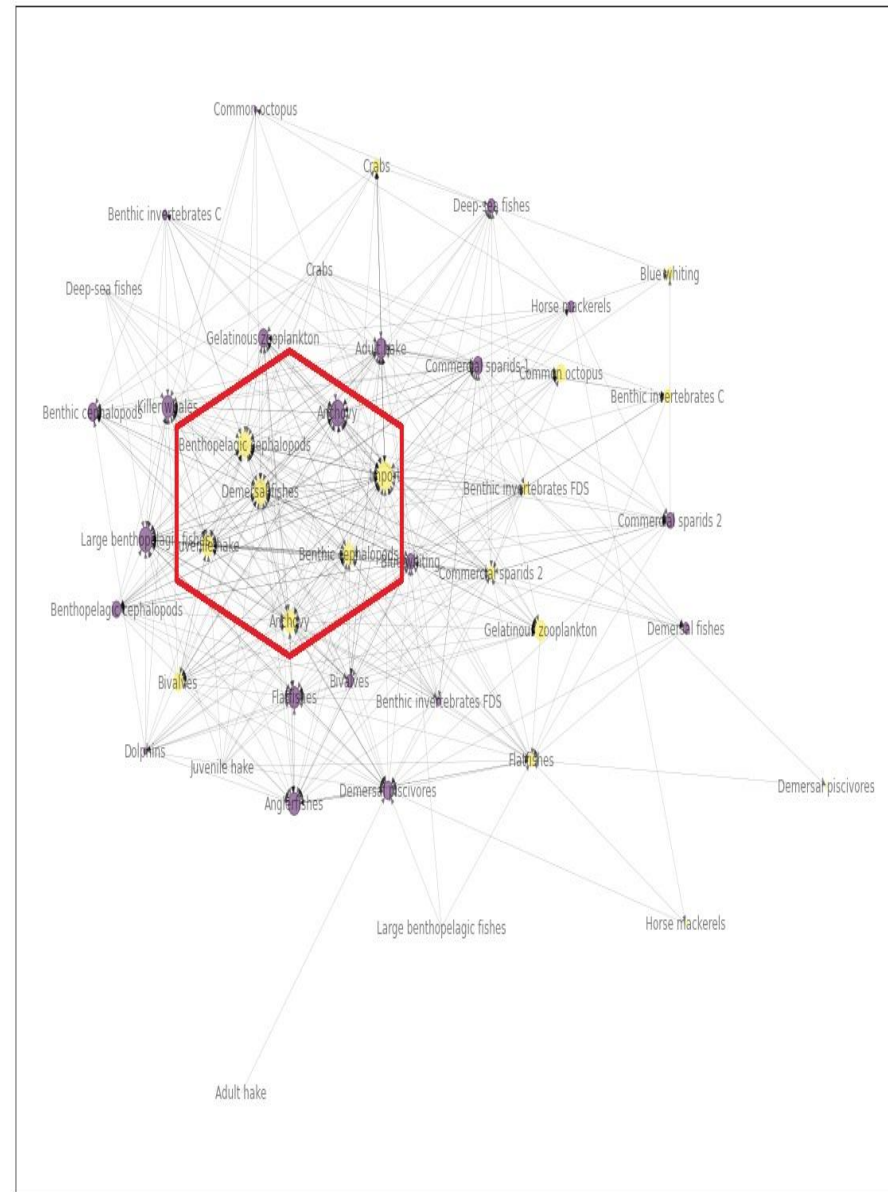 Common octopus
Crabs
Deep-sea fishes
Benthic invertebrates C
Crabs
Blue whiting
Deep-sea fishes
Horse mackerels
Gelatinous zooplankton
Adult hake
Commercial sparids 1
Common octopus
Benthic invertebrates C
Killer whales
Benthic cephalopods
Anchovy
Benthopelagic cephalopods
Import
Demersal fishes
Benthic invertebrates FDS
Commercial sparids 2
Large benthopelagic fishes
Juvenile hake
Benthic cephalopods
Blue whiting
Commercial sparids 2
Benthopelagic cephalopods
Anchovy
Gelatinous zooplankton
Demersal fishes
Bivalves
Bivalves
Flatfishes
Benthic invertebrates FDS
Dolphins
Juvenile hake
Flatfishes
Demersal piscivores
Demersal piscivores
Anglerfishes
Horse mackerels
Large benthopelagic fishes
Adult hake